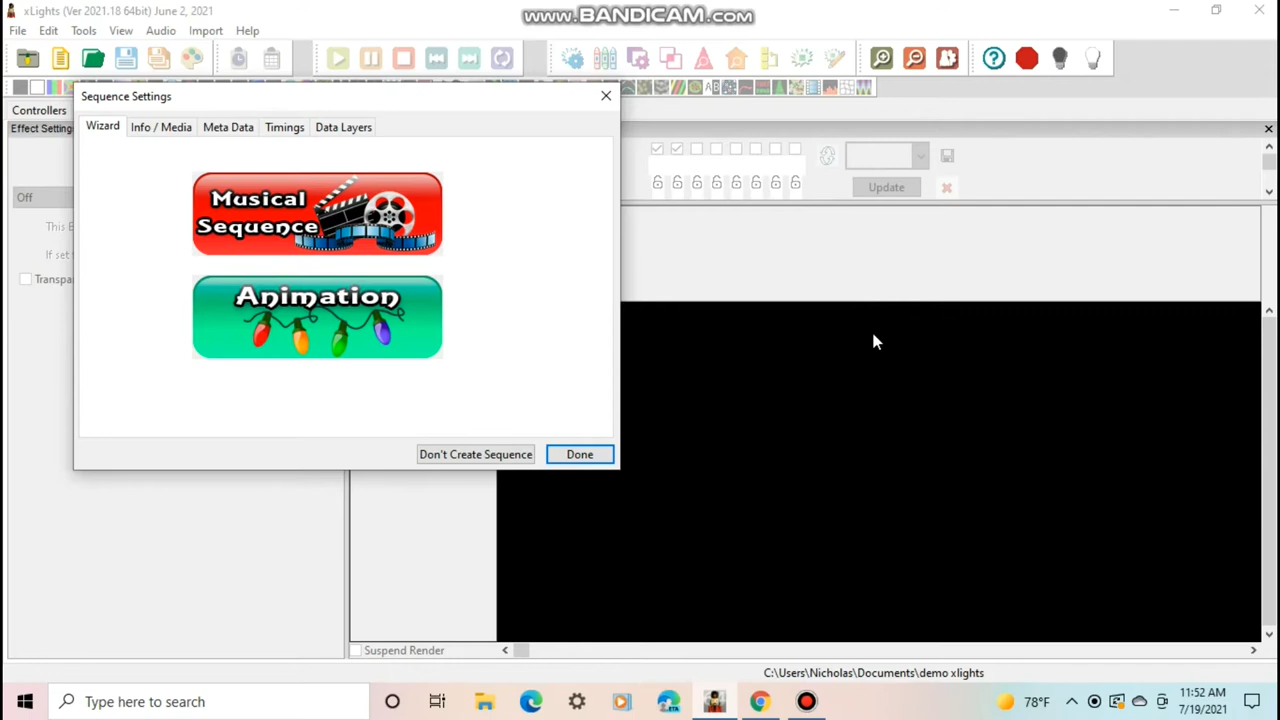 xLights (Ver 2021.18 64bit) June 2, 2021
www.BANDICAM.com
File Edit Tools View Audio Import Help
Controllers
Effect Setting
Sequence Settings
Wizard Info / Media Meta Data Timings Data Layers
Musical
Sequence
Animation
Don't Create Sequence Done
Off
This E
If set
Transpa
Update
Suspend Render
C:\Users\Nicholas\Documents\demo xlights
Type here to search
78°F
11:52 AM
7/19/2021